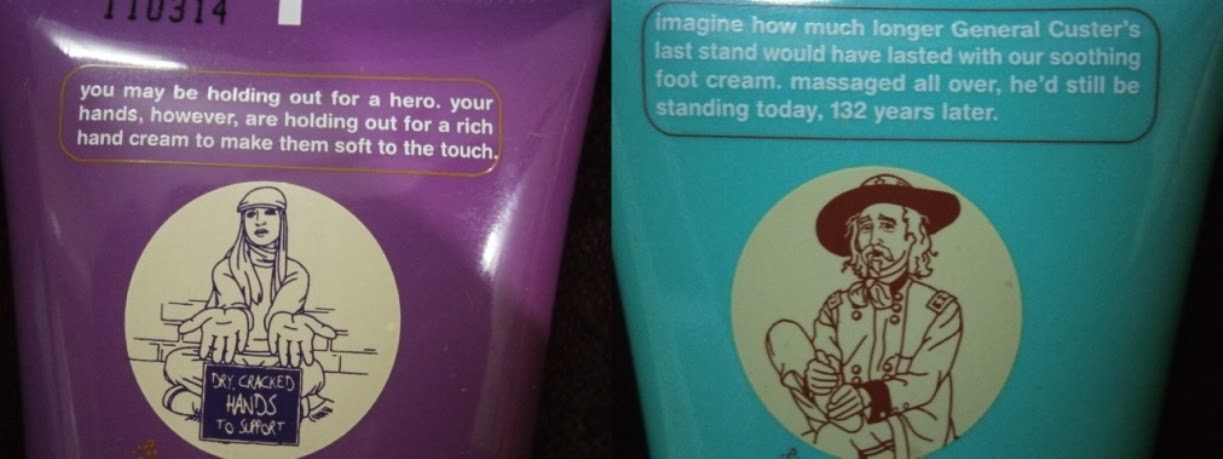 110314
you may be holding out for a hero. your
hands, however, are holding out for a rich
hand cream to make them soft to the touch.
DRY, CRACKED
HANDS
TO SUPPORT
imagine how much longer General Custer's
last stand would have lasted with our soothing
foot cream. massaged all over, he'd still be
standing today, 132 years later.